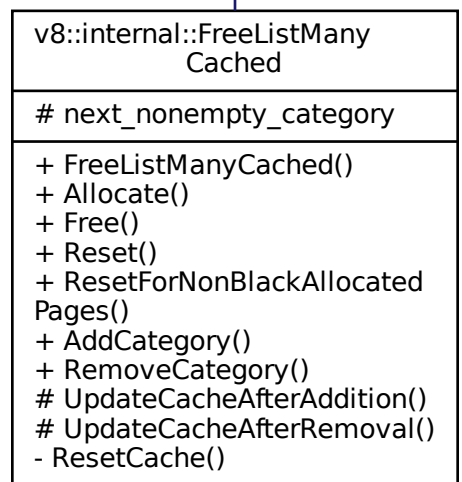 v8::internal::FreeListMany
Cached
# next_nonempty_category
+ FreeListManyCached()
+ Allocate()
+ Free()
+ Reset()
+ ResetForNonBlackAllocated
Pages()
+ AddCategory()
+ RemoveCategory()
# UpdateCacheAfterAddition()
# UpdateCacheAfterRemoval()
- ResetCache()